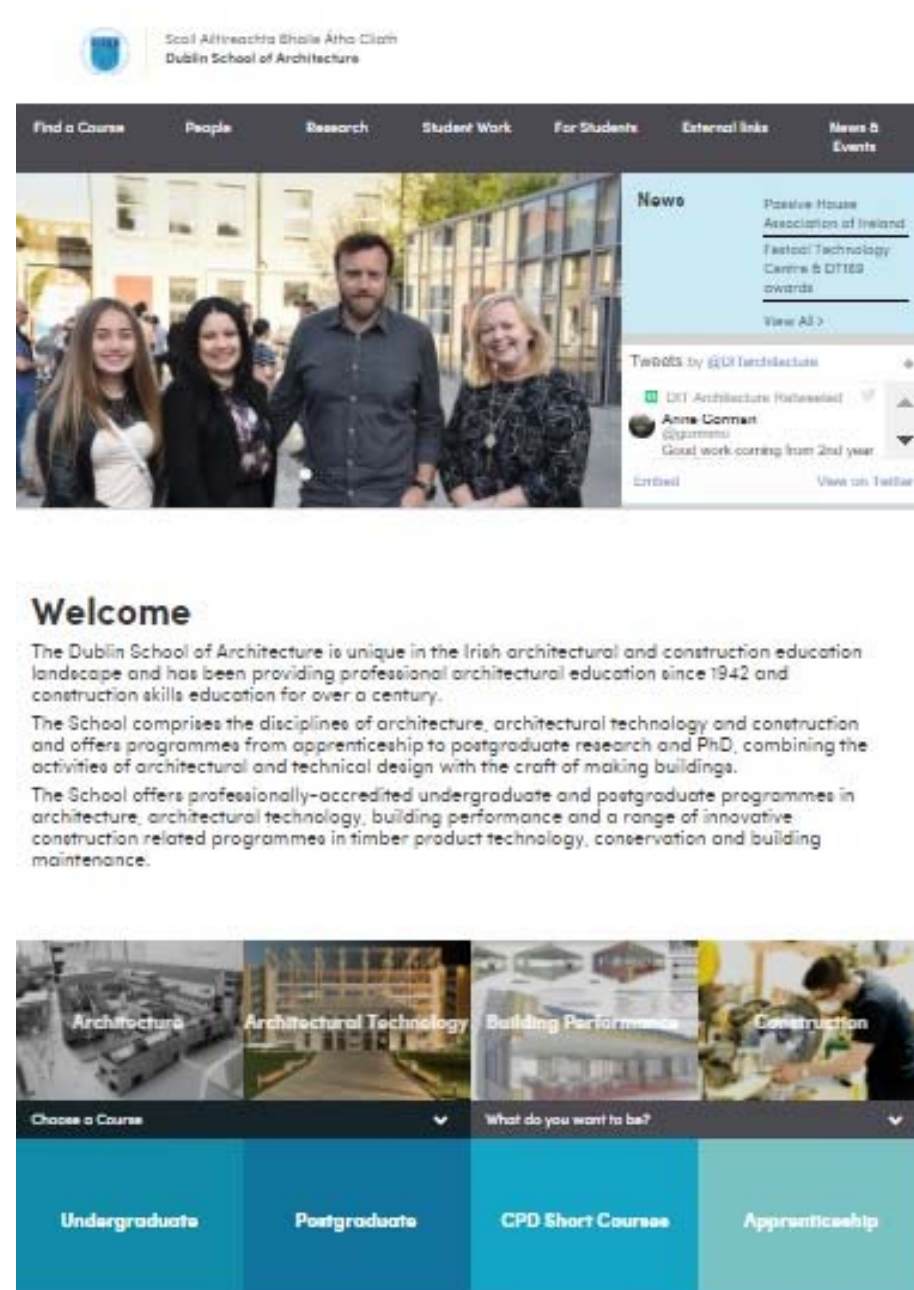 Scoil Ailtireachta Bhaile Átha Cliath
Dublin School of Architecture
Find a Course
People
Research
Student Work
For Students
External links
News &
Events
News
Passive House
Association of Ireland
Festool Technology
Centre & DT169
awards
View All >
Tweets by @DITarchitecture
DIT Architecture Retweeted
Anne Gorman
Good work coming from 2nd year
Embed
View on Twitter
Welcome
The Dublin School of Architecture is unique in the Irish architectural and construction education
landscape and has been providing professional architectural education since 1942 and
construction skills education for over a century.
The School comprises the disciplines of architecture, architectural technology and construction
and offers programmes from apprenticeship to postgraduate research and PhD, combining the
activities of architectural and technical design with the craft of making buildings.
The School offers professionally-accredited undergraduate and postgraduate programmes in
architecture, architectural technology, building performance and a range of innovative
construction related programmes in timber product technology, conservation and building
maintenance.
Architecture
Architectural Technology
Building Performance
Construction
Choose a Course
What do you want to be?
Undergraduate
Postgraduate
CPD Short Courses
Apprenticeship